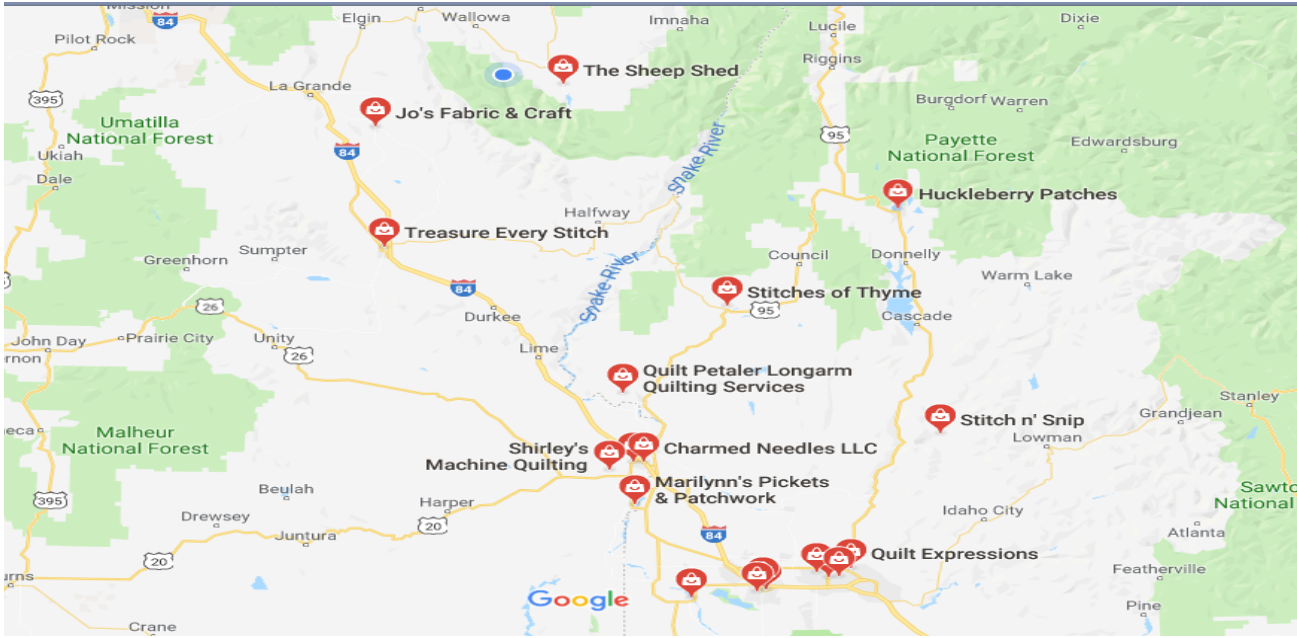 Mission
84
Elgin
Wallowa
Imnaha
Lucile
Dixie
Pilot Rock
Riggins
The Sheep Shed
La Grande
395
Jo's Fabric & Craft
Burgdorf Warren
Umatilla
National Forest
95
Payette
National Forest
Edwardsburg
84
Ukiah
Dale
Snake River
Huckleberry Patches
Halfway
Treasure Every Stitch
Sumpter
Greenhorn
Council
Donnelly
Warm Lake
Snake River
84
Stitches of Thyme
26
95
Durkee
Cascade
John Day
Prairie City
Unity
26
Lime
Quilt Petaler Longarm
Quilting Services
Stanley
Grandjean
Stitch n' Snip
Malheur
National Forest
Lowman
Shirley's
Machine Quilting
Charmed Needles LLC
Marilynn's Pickets
& Patchwork
395
Beulah
Harper
Sawto
National
Drewsey
20
Idaho City
Juntura
84
Atlanta
20
Quilt Expressions
Featherville
Google
Pine
Crane